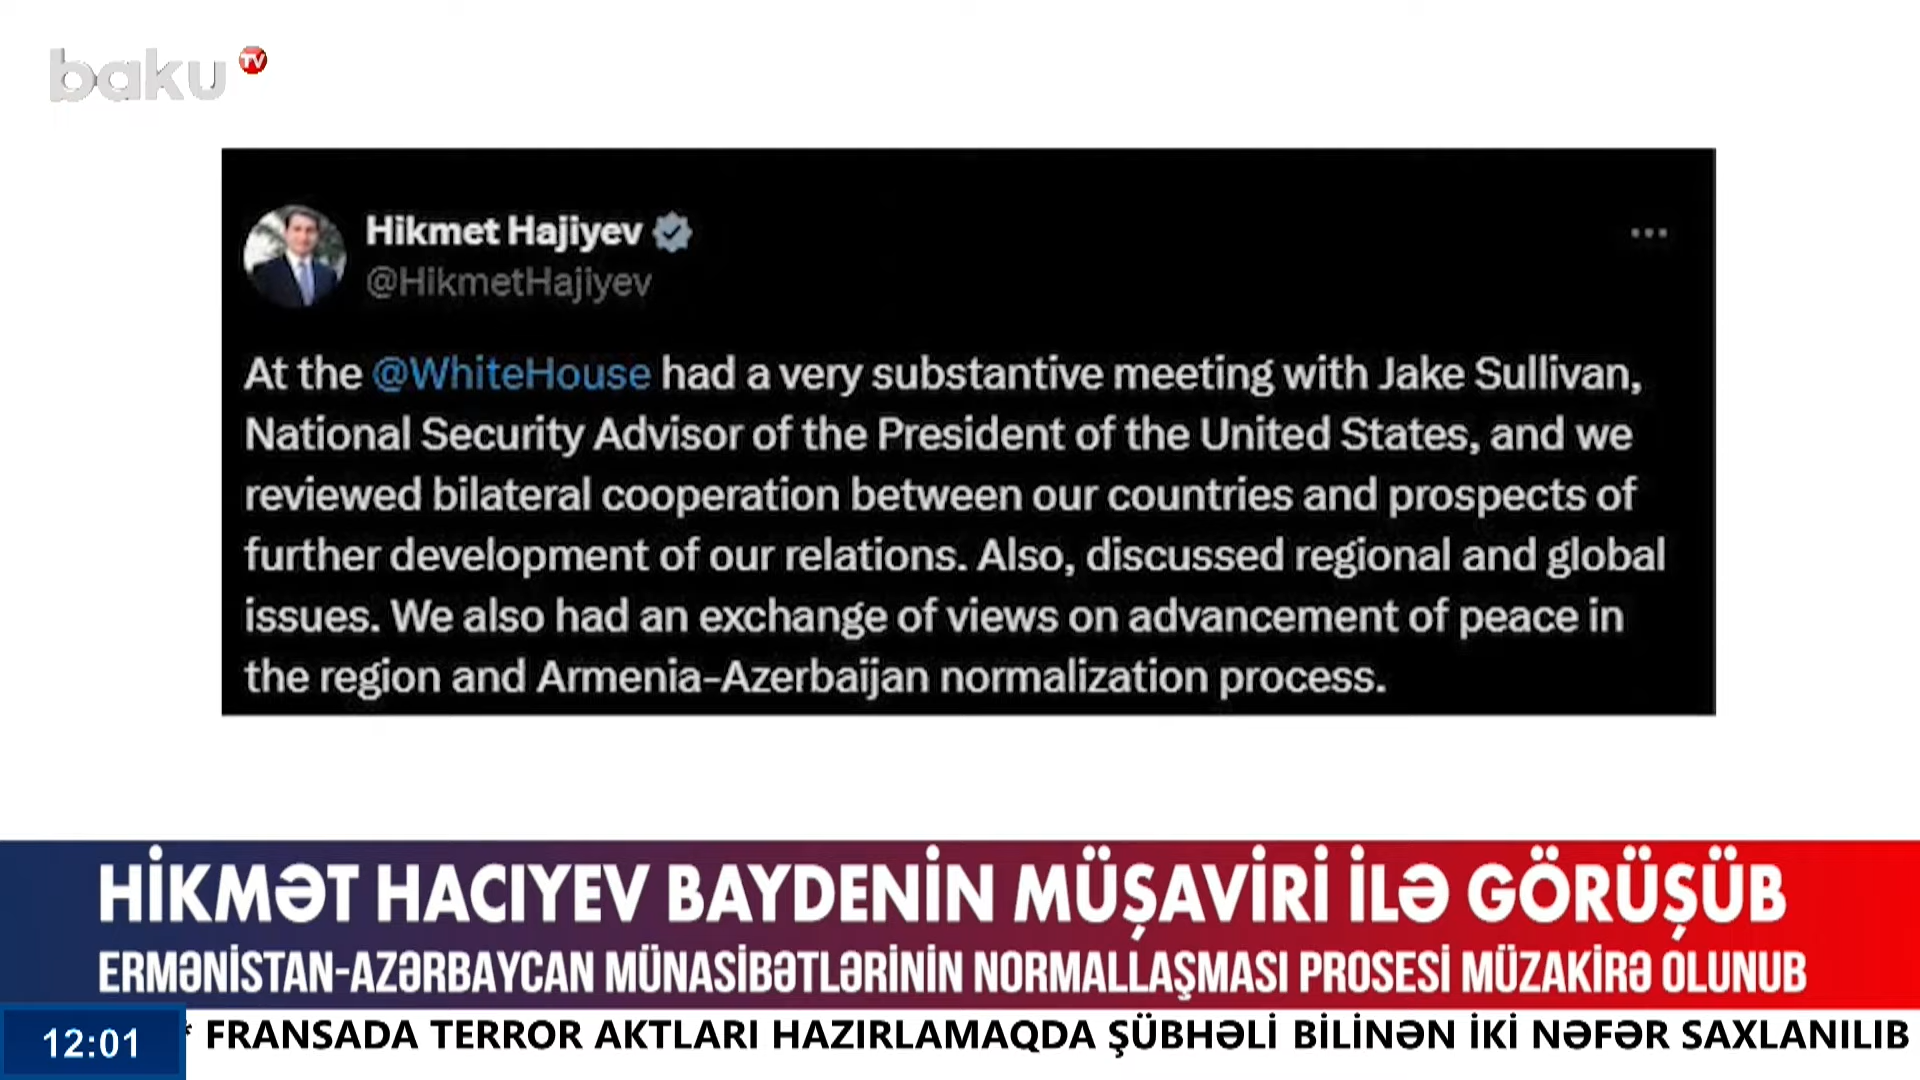 baku TV
Hikmet Hajiyev
@HikmetHajiyev
At the @WhiteHouse had a very substantive meeting with Jake Sullivan,
National Security Advisor of the President of the United States, and we
reviewed bilateral cooperation between our countries and prospects of
further development of our relations. Also, discussed regional and global
issues. We also had an exchange of views on advancement of peace in
the region and Armenia-Azerbaijan normalization process.
HİKMƏT HACIYEV BAYDENİN MÜŞAVİRİ İLƏ GÖRÜŞÜB
ERMƏNİSTAN-AZƏRBAYCAN MÜNASİBƏTLƏRİNİN NORMALLAŞMASI PROSESİ MÜZAKİRƏ OLUNUB
12:01 * FRANSADA TERROR AKTLARI HAZIRLAMAQDA ŞÜBHƏLİ BİLİNƏN İKİ NƏFƏR SAXLANILIB